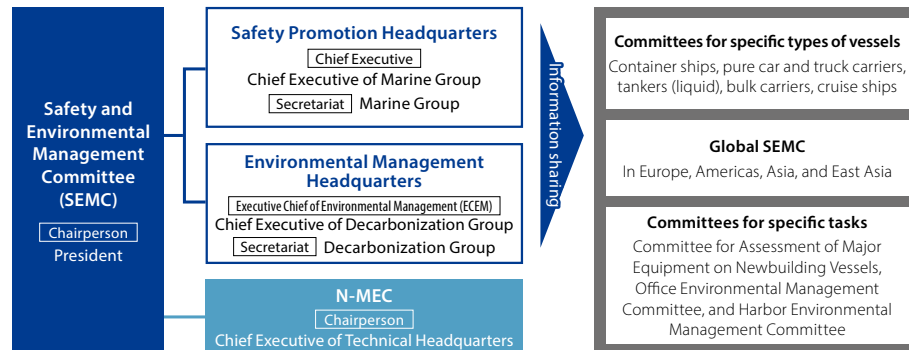 Safety and
Environmental
Management
Committee
(SEMC)
Chairperson
President
Safety Promotion Headquarters
Chief Executive
Chief Executive of Marine Group
Secretariat Marine Group
Environmental Management
Headquarters
Executive Chief of Environmental Management (ECEM)
Chief Executive of Decarbonization Group
Secretariat Decarbonization Group
N-MEC
Chairperson
Chief Executive of Technical Headquarters
Information sharing
Committees for specific types of vessels
Container ships, pure car and truck carriers,
tankers (liquid), bulk carriers, cruise ships
Global SEMC
In Europe, Americas, Asia, and East Asia
Committees for specific tasks
Committee for Assessment of Major
Equipment on Newbuilding Vessels,
Office Environmental Management
Committee, and Harbor Environmental
Management Committee